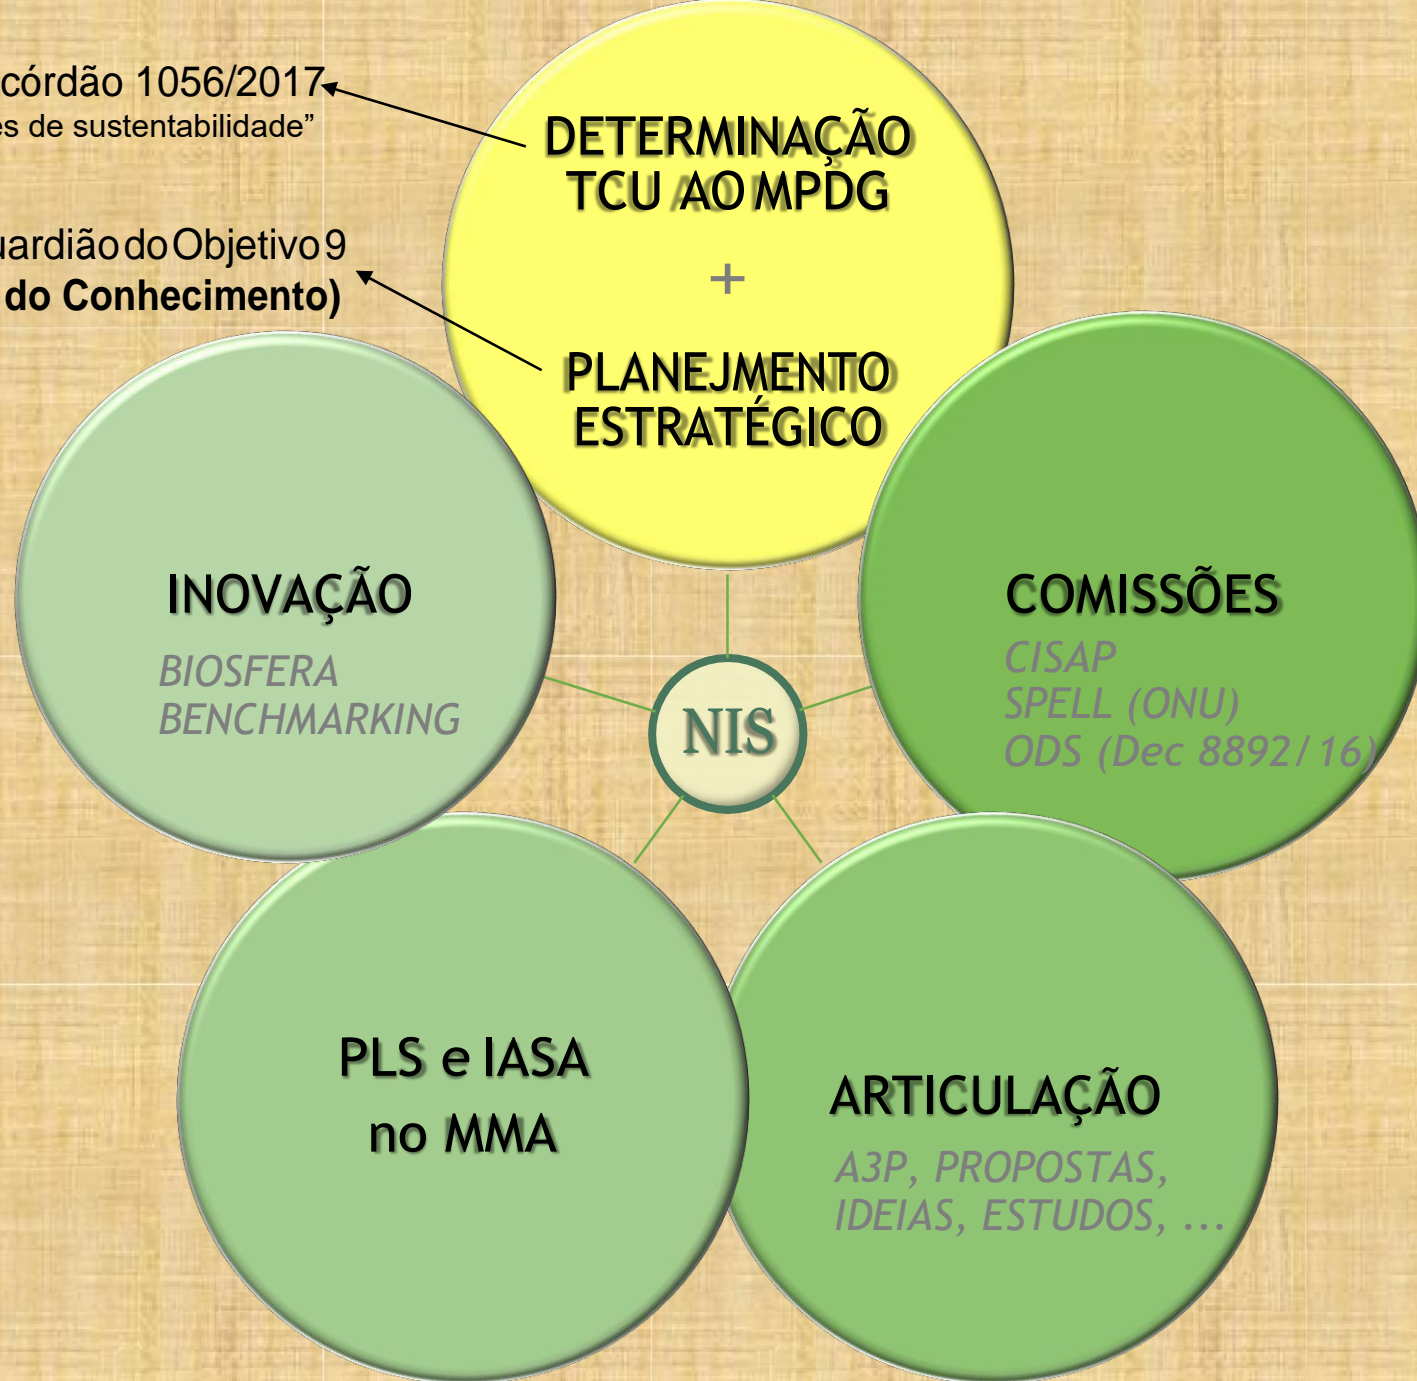 córdão 1056/2017
es de sustentabilidade”
uardião do Objetivo 9
do Conhecimento)
DETERMINAÇÃO
TCU AO MPDG
+
PLANEJMENTO
ESTRATÉGICO
INOVAÇÃO
BIOSFERA
BENCHMARKING
COMISSÕES
CISAP
SPELL (ONU)
ODS (Dec 8892/16)
NIS
PLS e IASA
no MMA
ARTICULAÇÃO
A3P, PROPOSTAS,
IDEIAS, ESTUDOS, ...